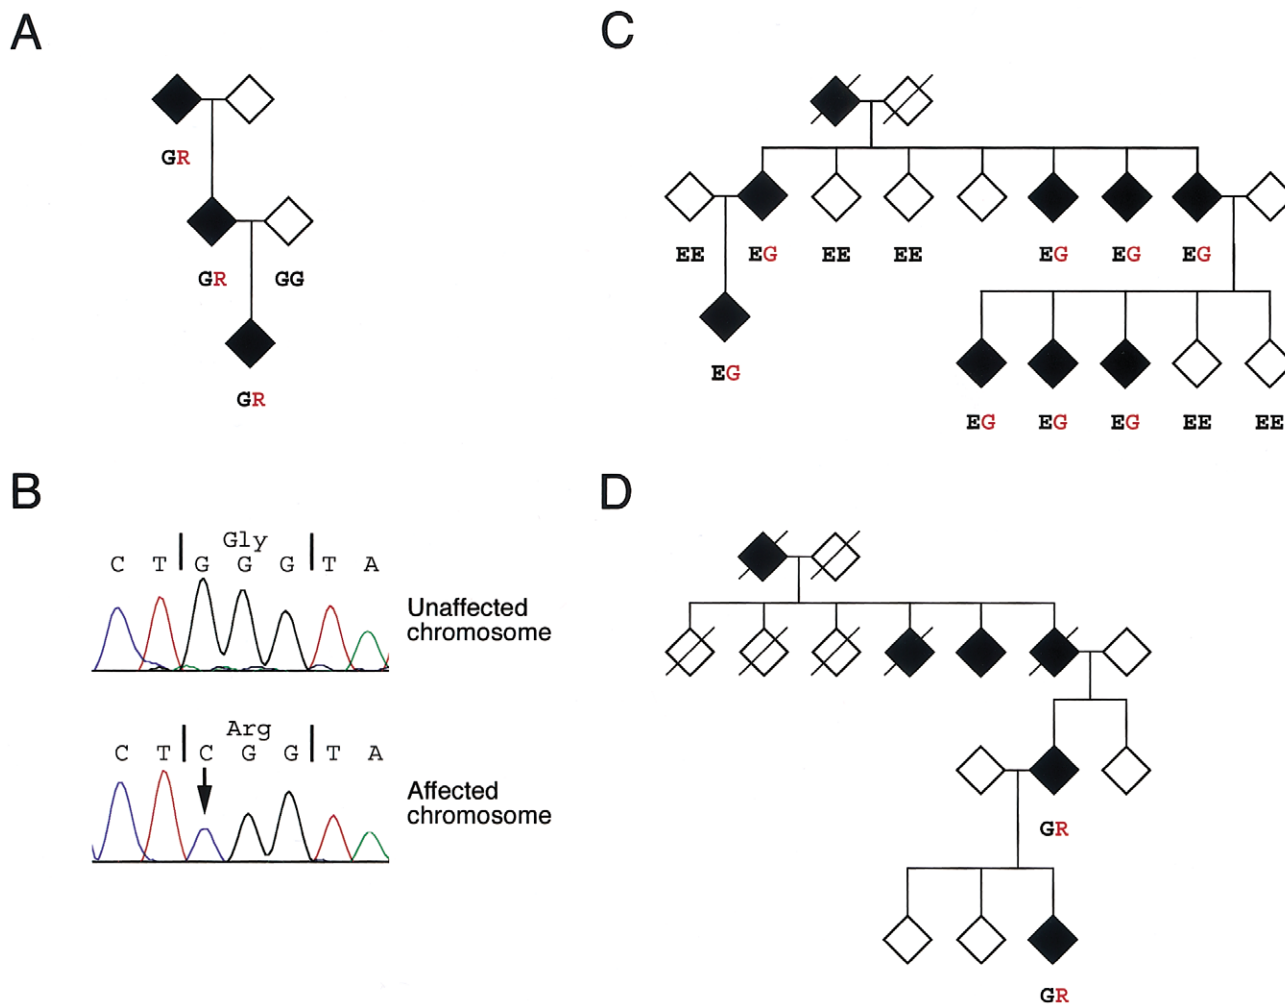 A
GR
GR GG
GR
B
Gly
C T | G G G | T A
Unaffected
chromosome
Arg
C T | C G G | T A
Affected
chromosome
C
EE EG EE EE EG EG EG
EG
EG EG EG EE EE
D
GR
GR